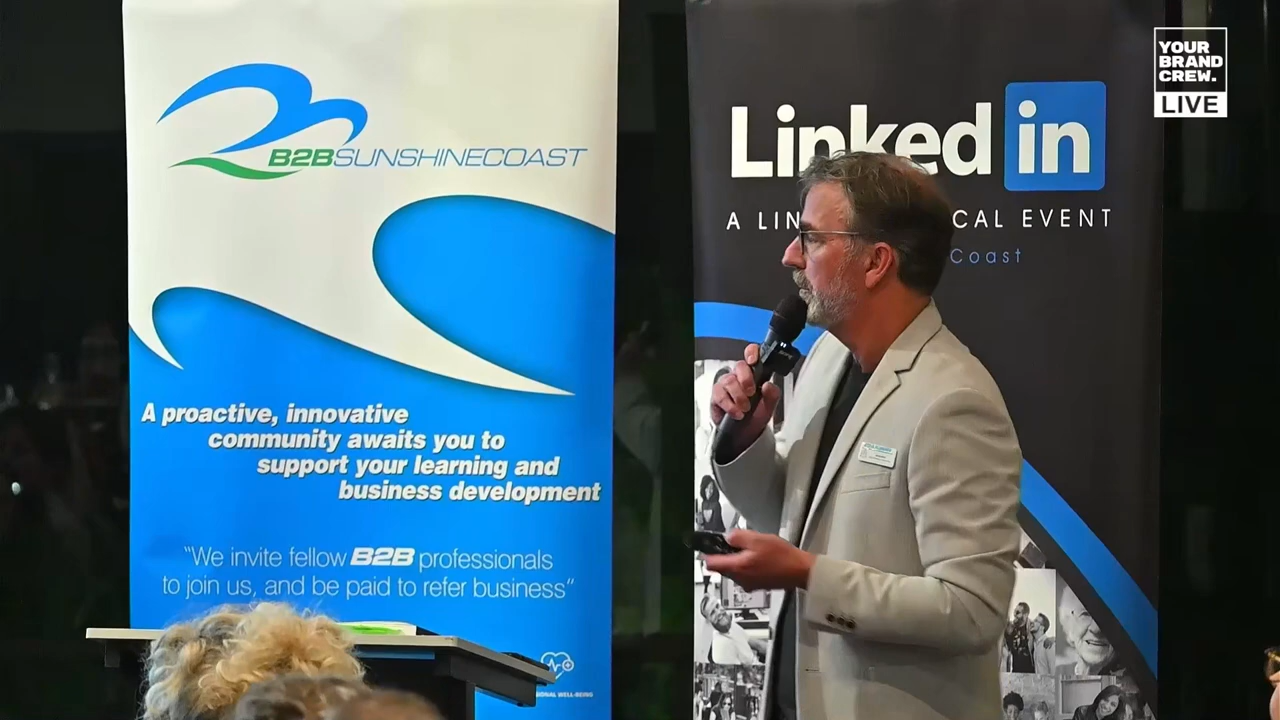 B2BSUNSHINECOAST
A proactive, innovative
community awaits you to
support your learning and
business development
"We invite fellow B2B professionals
to join us, and be paid to refer business"
Linked in
A LIN CAL EVENT
Coast
YOUR
BRAND
CREW.
LIVE